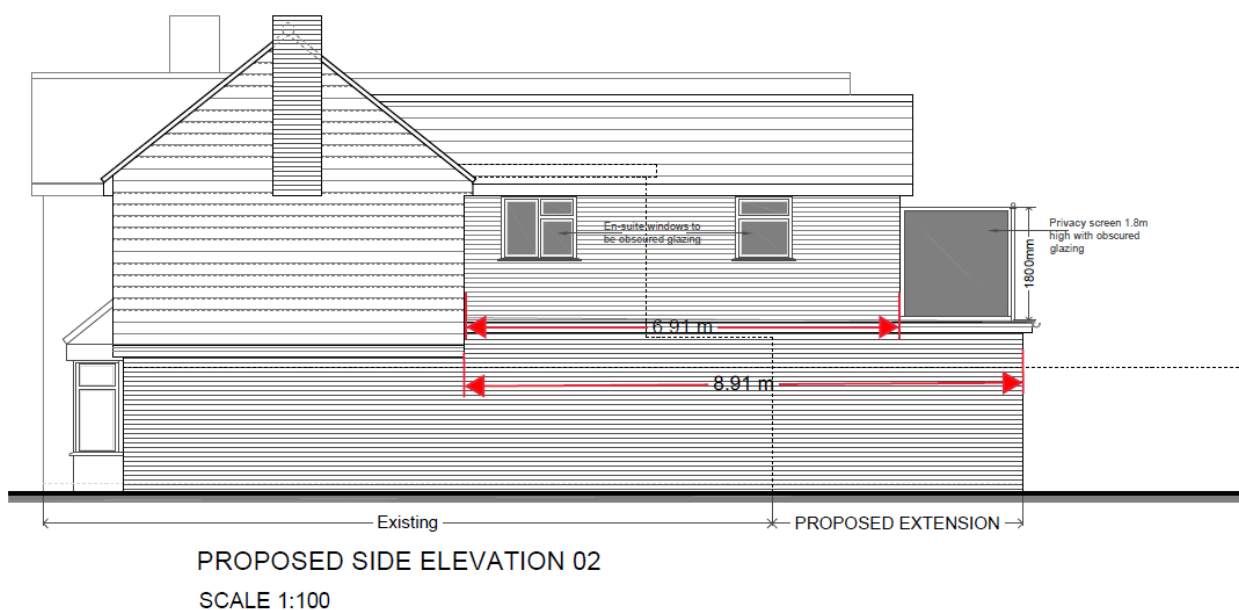 En-suite windows to
be obscured glazing
Privacy screen 1.8m
high with obscured
glazing
1800mm
6.91 m
8.91 m
Existing
PROPOSED EXTENSION
PROPOSED SIDE ELEVATION 02
SCALE 1:100